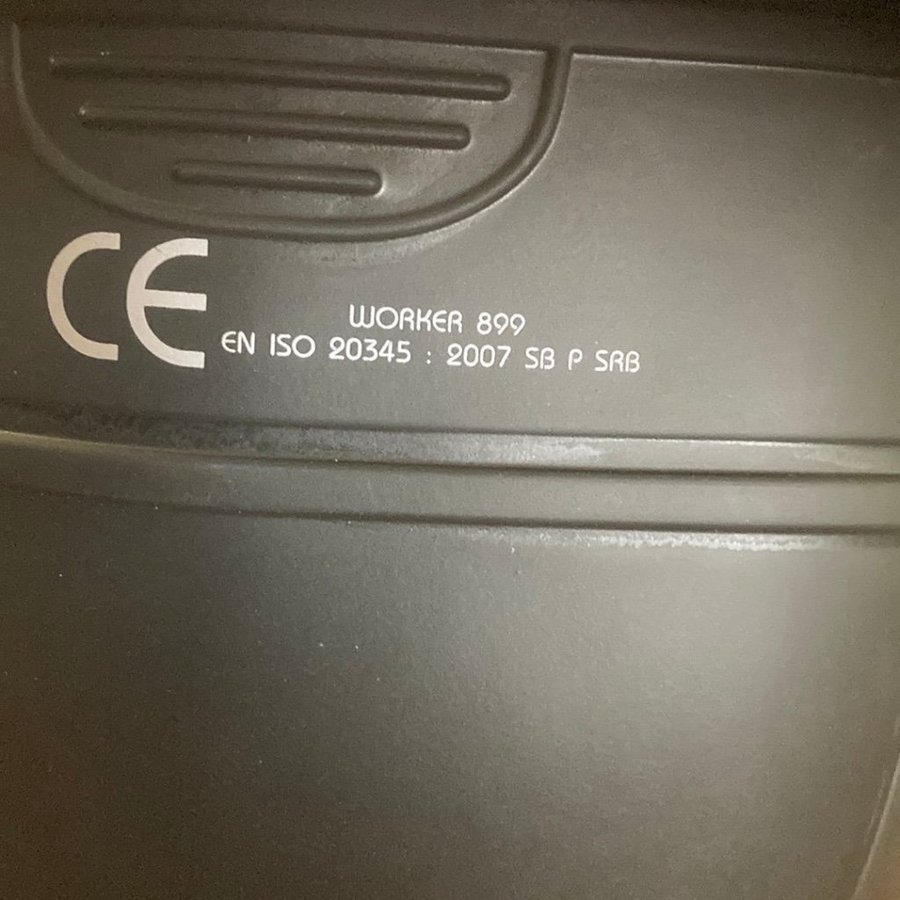 CE
WORKER 899
EN ISO 20345 : 2007 SB P SRB